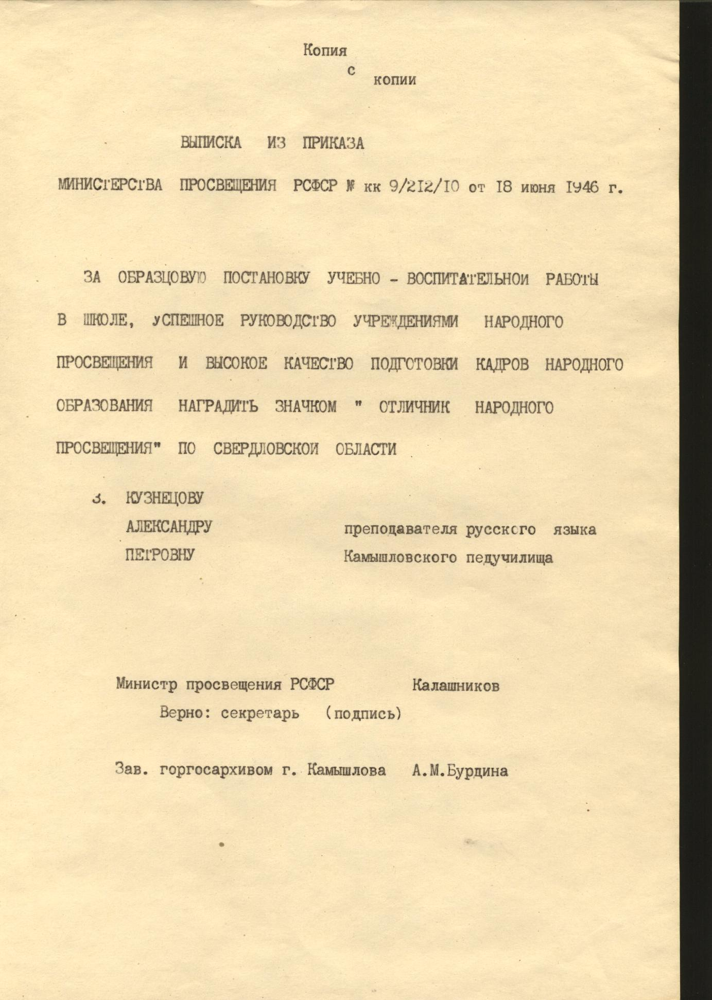 Копия
с
копии
ВЫПИСКА ИЗ ПРИКАЗА
МИНИСТЕРСТВА ПРОСВЕЩЕНИЯ РСФСР № кк 9/212/10 от 18 июня 1946 г.
ЗА ОБРАЗЦОВУЮ ПОСТАНОВКУ УЧЕБНО - ВОСПИТАТЕЛЬНОИ РАБОТЫ
В ШКОЛЕ, УСПЕШНОЕ РУКОВОДСТВО УЧРЕЖДЕНИЯМИ НАРОДНОГО
ПРОСВЕЩЕНИЯ И ВЫСОКОЕ КАЧЕСТВО ПОДГОТОВКИ КАДРОВ НАРОДНОГО
ОБРАЗОВАНИЯ НАГРАДИТЬ ЗНАЧКОМ " ОТЛИЧНИК НАРОДНОГО
ПРОСВЕЩЕНИЯ" ПО СВЕРДЛОВСКОИ ОБЛАСТИ
3. КУЗНЕЦОВУ
АЛЕКСАНДРУ преподавателя русского языка
ПЕТРОВНУ Камышловского педучилища
Министр просвещения РСФСР Калашников
Верно: секретарь (подпись)
Зав. горгосархивом г. Камышлова А.М.Бурдина